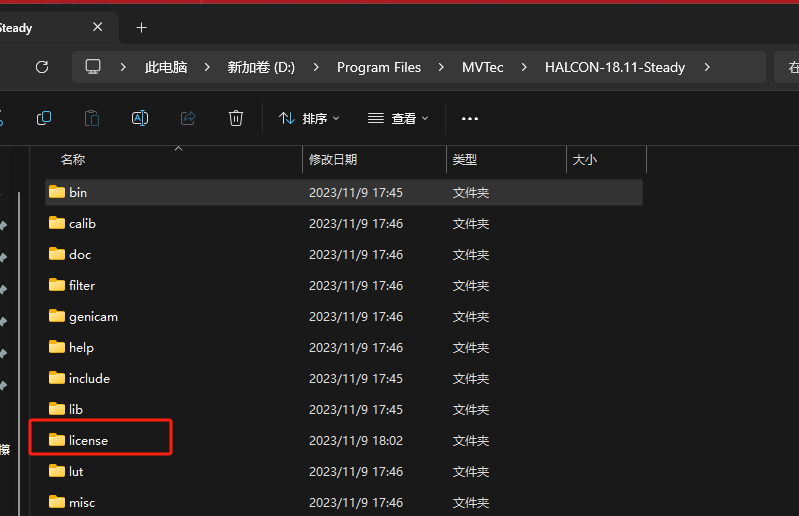 Steady
此电脑 新加卷 (D:) Program Files MVTec HALCON-18.11-Steady 在
排序 查看
名称 修改日期 类型 大小
bin 2023/11/9 17:45 文件夹
calib 2023/11/9 17:46 文件夹
doc 2023/11/9 17:46 文件夹
filter 2023/11/9 17:46 文件夹
genicam 2023/11/9 17:46 文件夹
help 2023/11/9 17:46 文件夹
include 2023/11/9 17:45 文件夹
lib 2023/11/9 17:45 文件夹
license 2023/11/9 18:02 文件夹
lut 2023/11/9 17:46 文件夹
misc 2023/11/9 17:46 文件夹